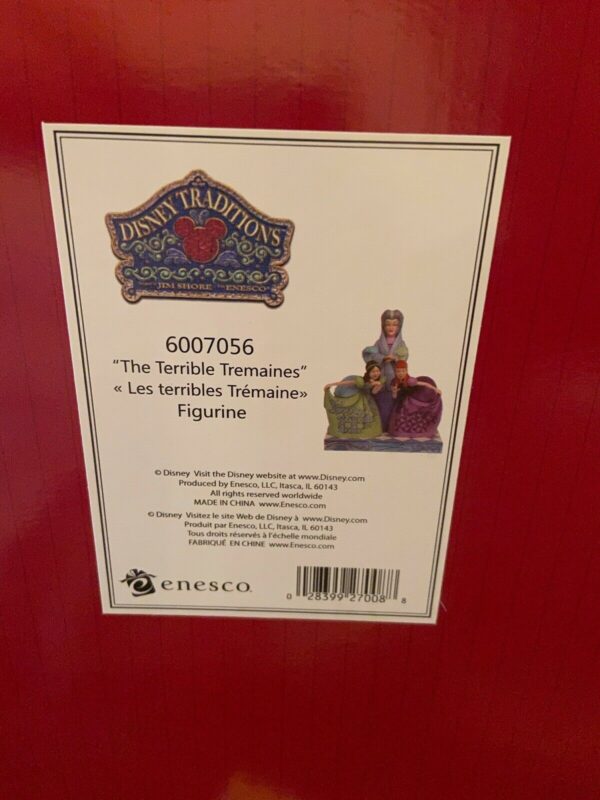 DISNEY TRADITIONS
JIM SHORE for ENESCO®
6007056
“The Terrible Tremaines”
« Les terribles Trémaine»
Figurine
© Disney Visit the Disney website at www.Disney.com
Produced by Enesco, LLC, Itasca, IL 60143
All rights reserved worldwide
MADE IN CHINA www.Enesco.com
© Disney Visitez le site Web de Disney à www.Disney.com
Produit par Enesco, LLC, Itasca, IL 60143
Tous droits réservés à l'échelle mondiale
FABRIQUÉ EN CHINE www.Enesco.com
enesco.
0 28399 27008 8